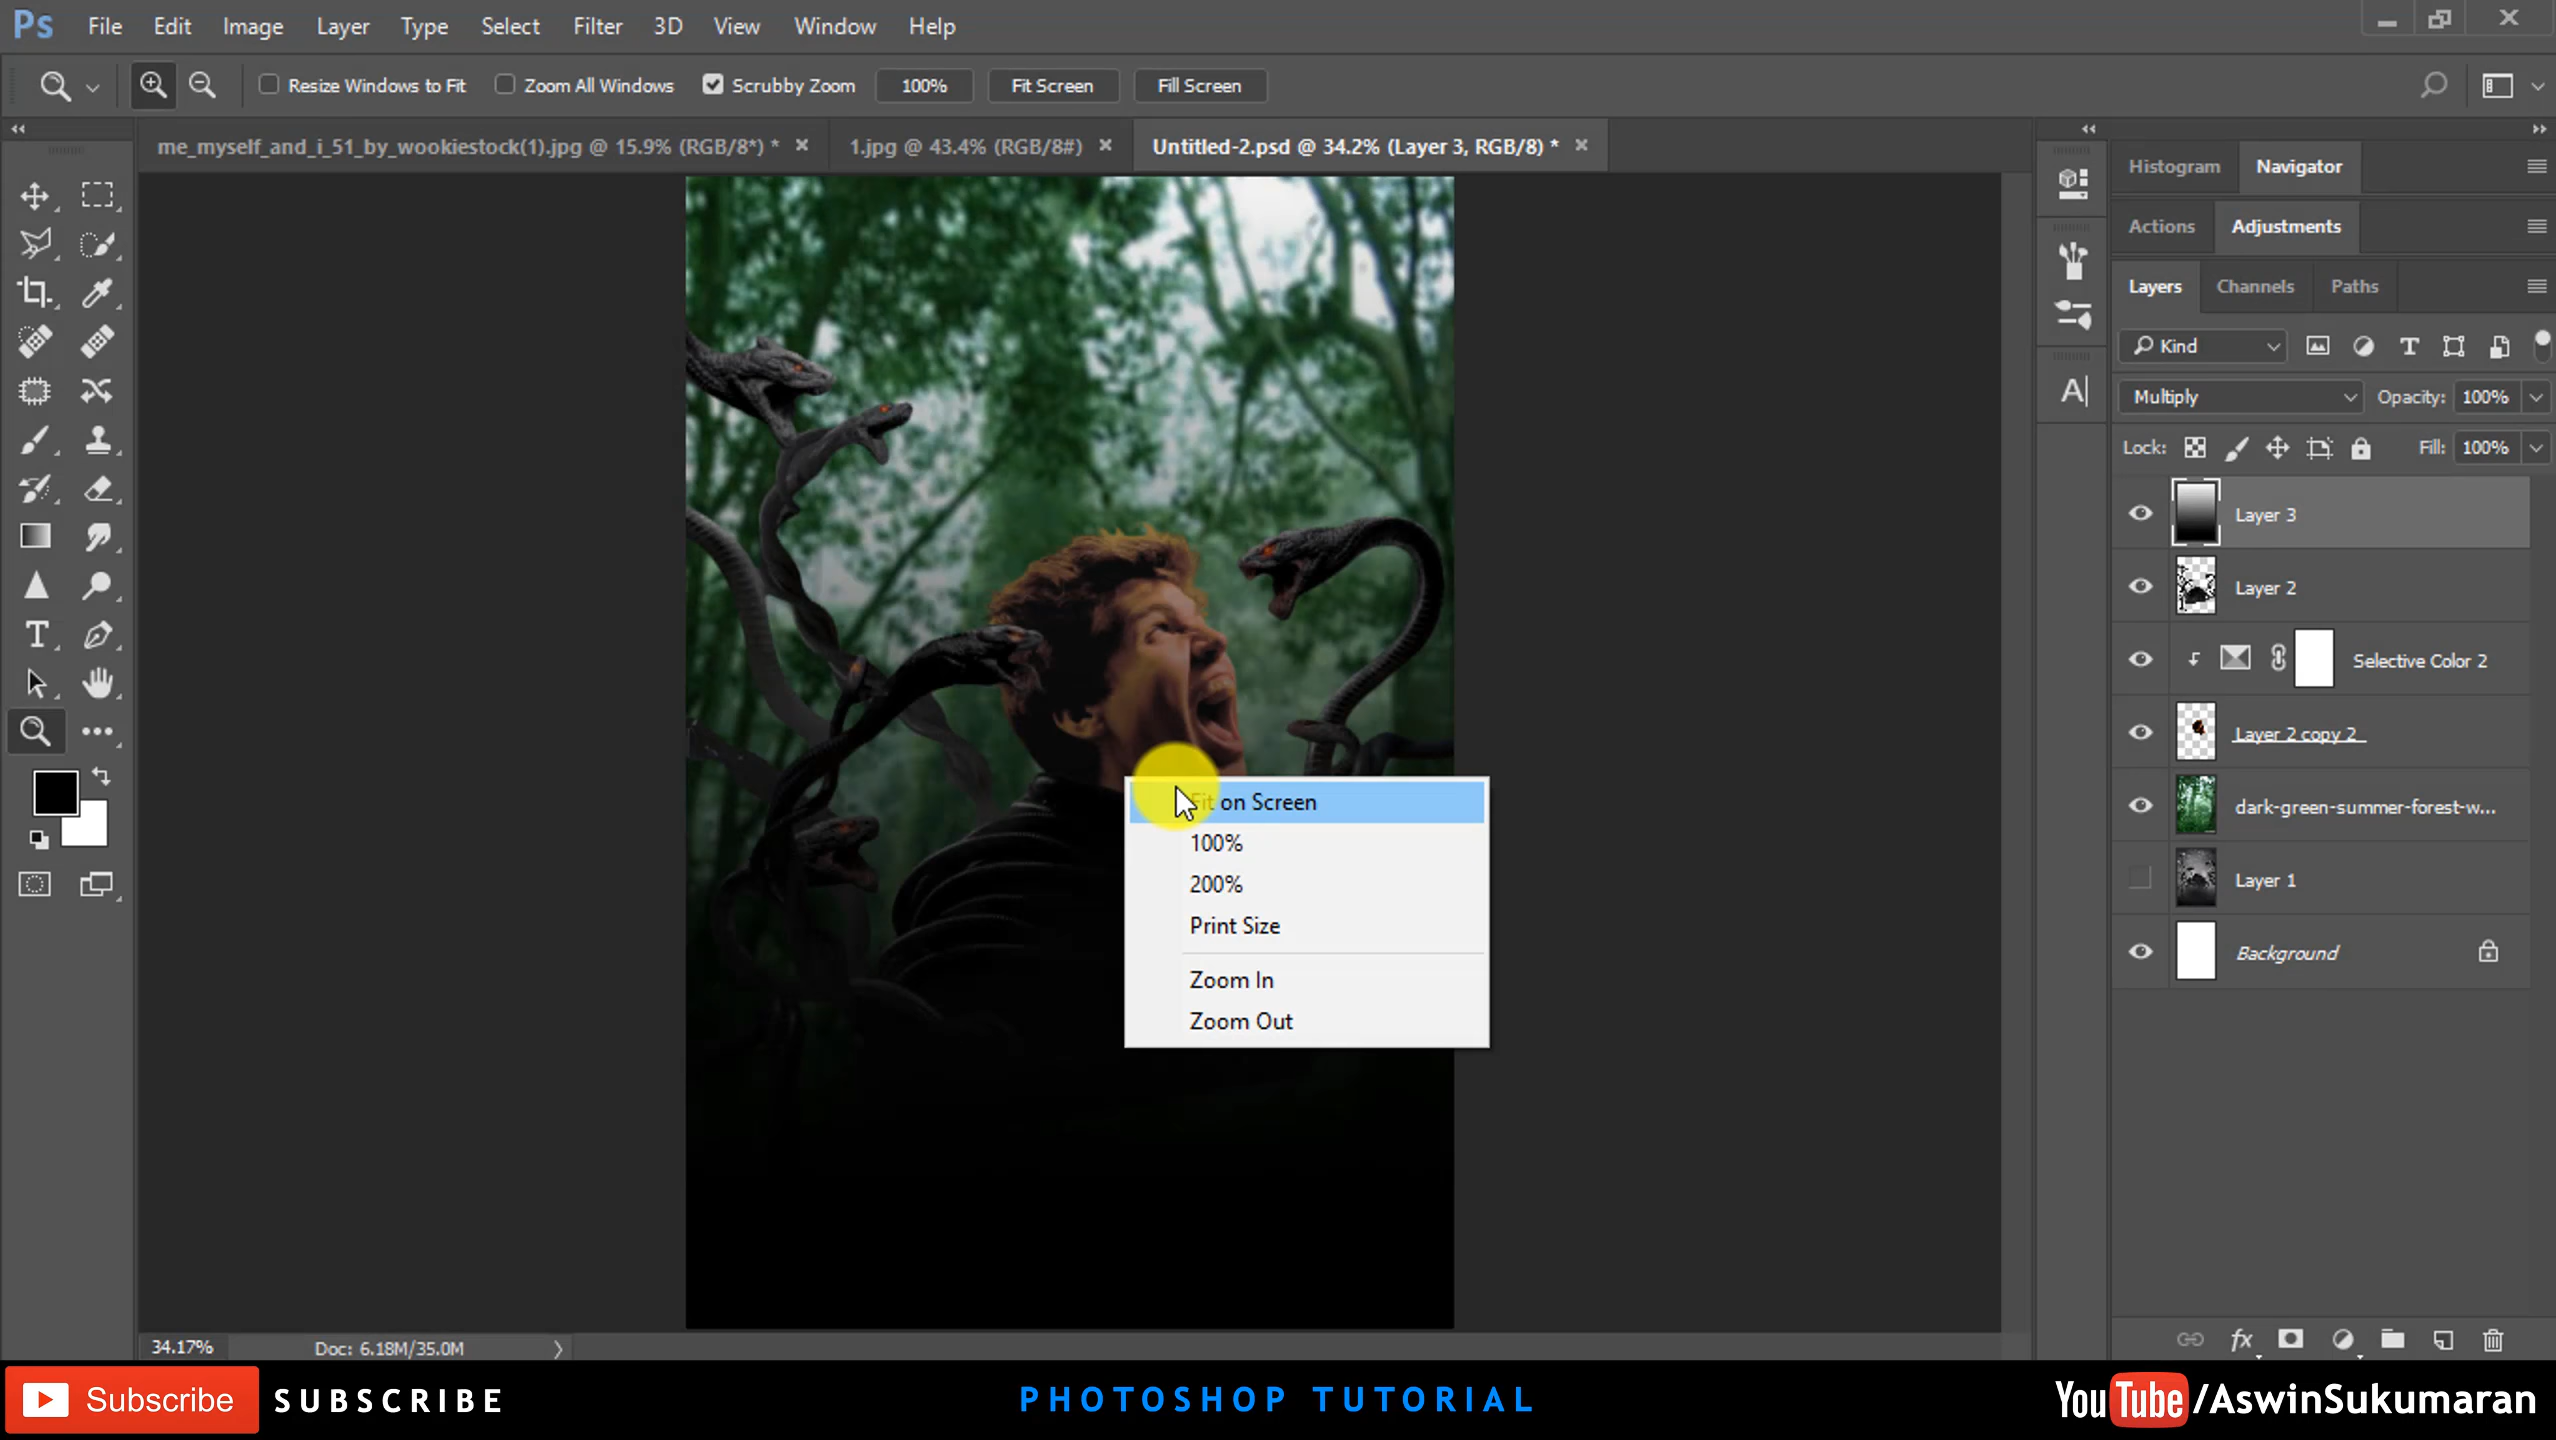 Ps File Edit Image Layer Type Select Filter 3D View Window Help
Resize Windows to Fit Zoom All Windows Scrubby Zoom 100% Fit Screen Fill Screen
me_myself_and_i_51_by_wookiestock(1).jpg @ 15.9% (RGB/8*) * 1.jpg @ 43.4% (RGB/8#) Untitled-2.psd @ 34.2% (Layer 3, RGB/8) *
Histogram Navigator
Actions Adjustments
Layers Channels Paths
Kind
Multiply Opacity: 100%
Lock: Fill: 100%
Layer 3
Layer 2
Selective Color 2
Layer 2 copy 2
dark-green-summer-forest-w...
Layer 1
Background
Fit on Screen
100%
200%
Print Size
Zoom In
Zoom Out
34.17% Doc: 6.18M/35.0M
Subscribe SUBSCRIBE PHOTOSHOP TUTORIAL YouTube/AswinSukumaran